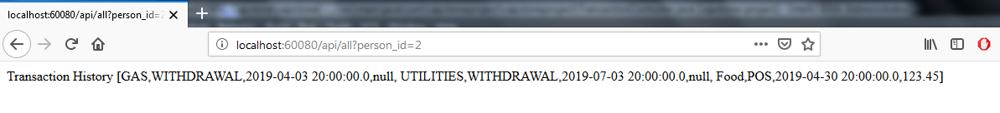 localhost:60080/api/all?person_id=2
localhost:60080/api/all?person_id=2
Transaction History [GAS,WITHDRAWAL,2019-04-03 20:00:00.0,null, UTILITIES,WITHDRAWAL,2019-07-03 20:00:00.0,null, Food,POS,2019-04-30 20:00:00.0,123.45]